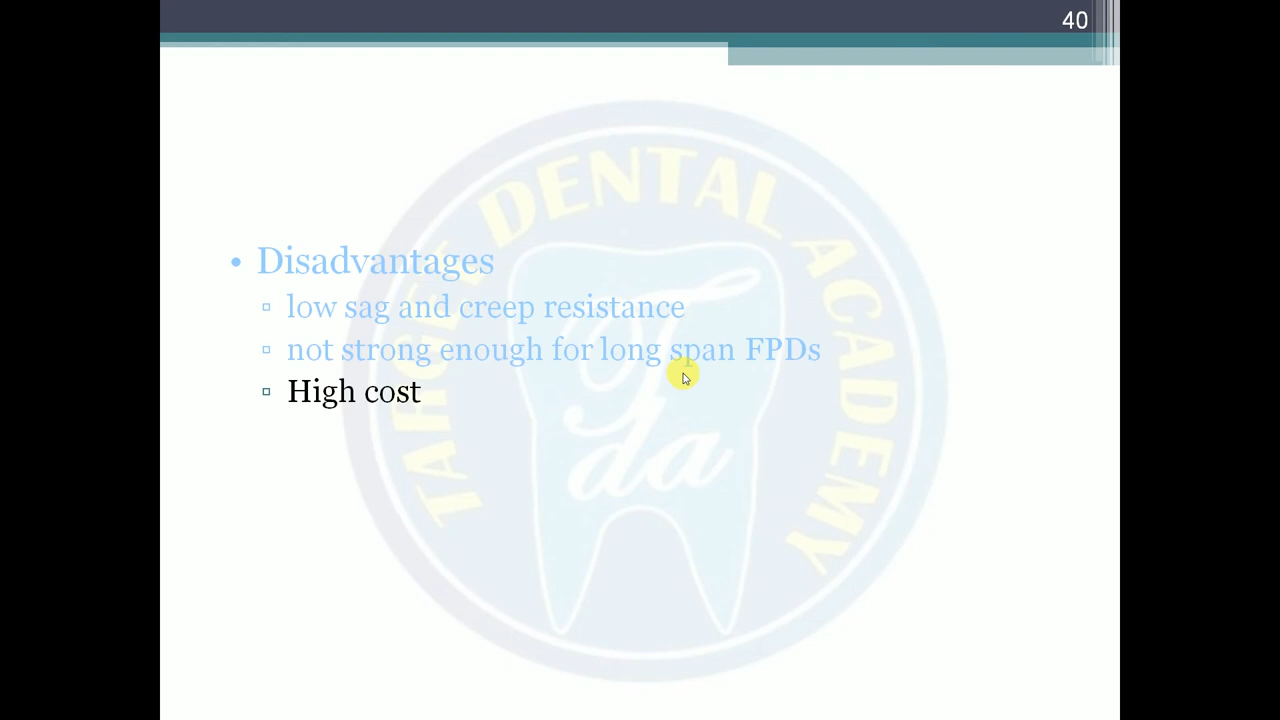 40
TARGET DENTAL ACADEMY
• Disadvantages
▫ low sag and creep resistance
▫ not strong enough for long span FPDs
▫ High cost
T
da